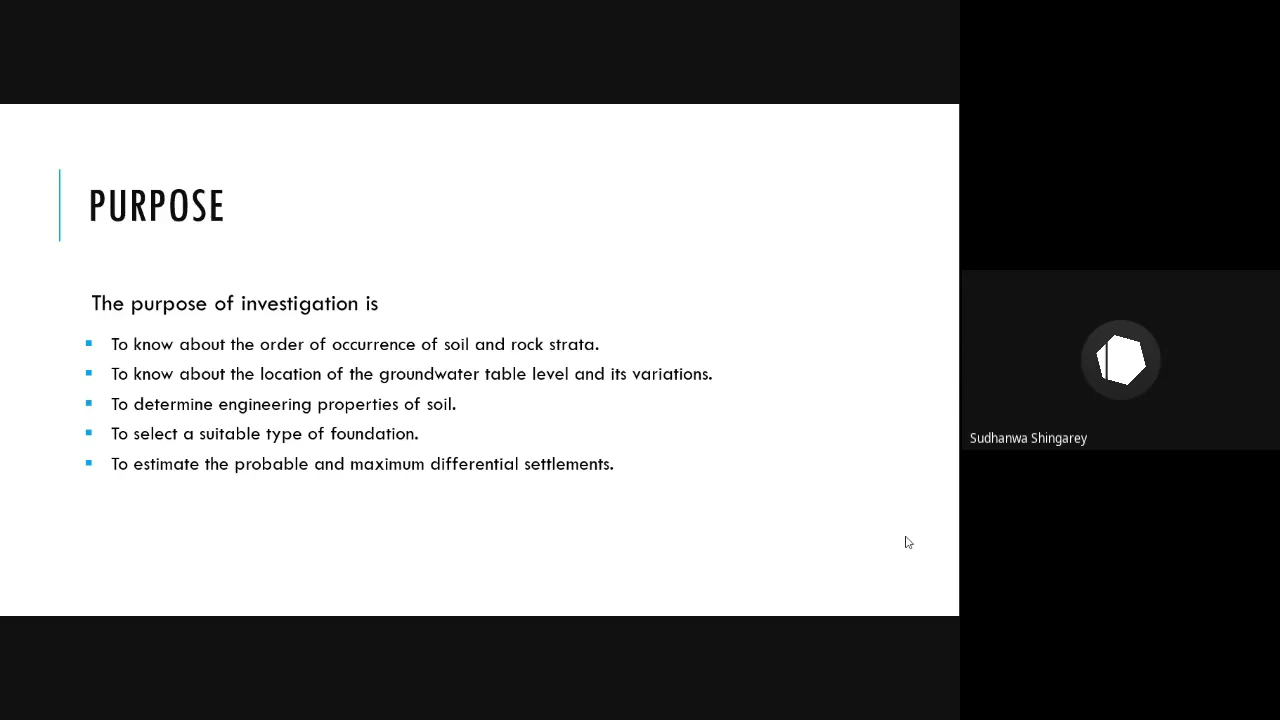 PURPOSE
The purpose of investigation is
To know about the order of occurrence of soil and rock strata.
To know about the location of the groundwater table level and its variations.
To determine engineering properties of soil.
To select a suitable type of foundation.
To estimate the probable and maximum differential settlements.
Sudhanwa Shingarey